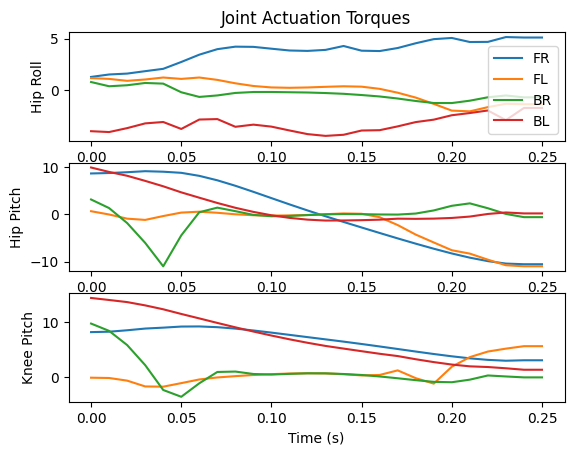 Joint Actuation Torques
Hip Roll
5
0
FR
FL
BR
BL
0.00 0.05 0.10 0.15 0.20 0.25
Hip Pitch
10
0
−10
0.00 0.05 0.10 0.15 0.20 0.25
Knee Pitch
10
0
0.00 0.05 0.10 0.15 0.20 0.25
Time (s)